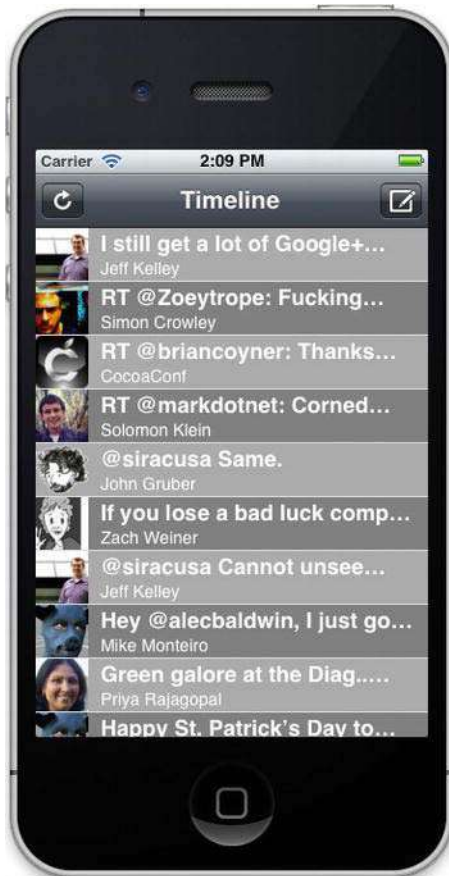 Carrier 2:09 PM
Timeline
I still get a lot of Google+...
Jeff Kelley
RT @Zoeytrope: Fucking...
Simon Crowley
RT @briancoyner: Thanks...
CocoaConf
RT @markdotnet: Corned...
Solomon Klein
@siracusa Same.
John Gruber
If you lose a bad luck comp...
Zach Weiner
@siracusa Cannot unsee...
Jeff Kelley
Hey @alecbaldwin, I just go...
Mike Monteiro
Green galore at the Diag.....
Priya Rajagopal
Happy St. Patrick's Day to...